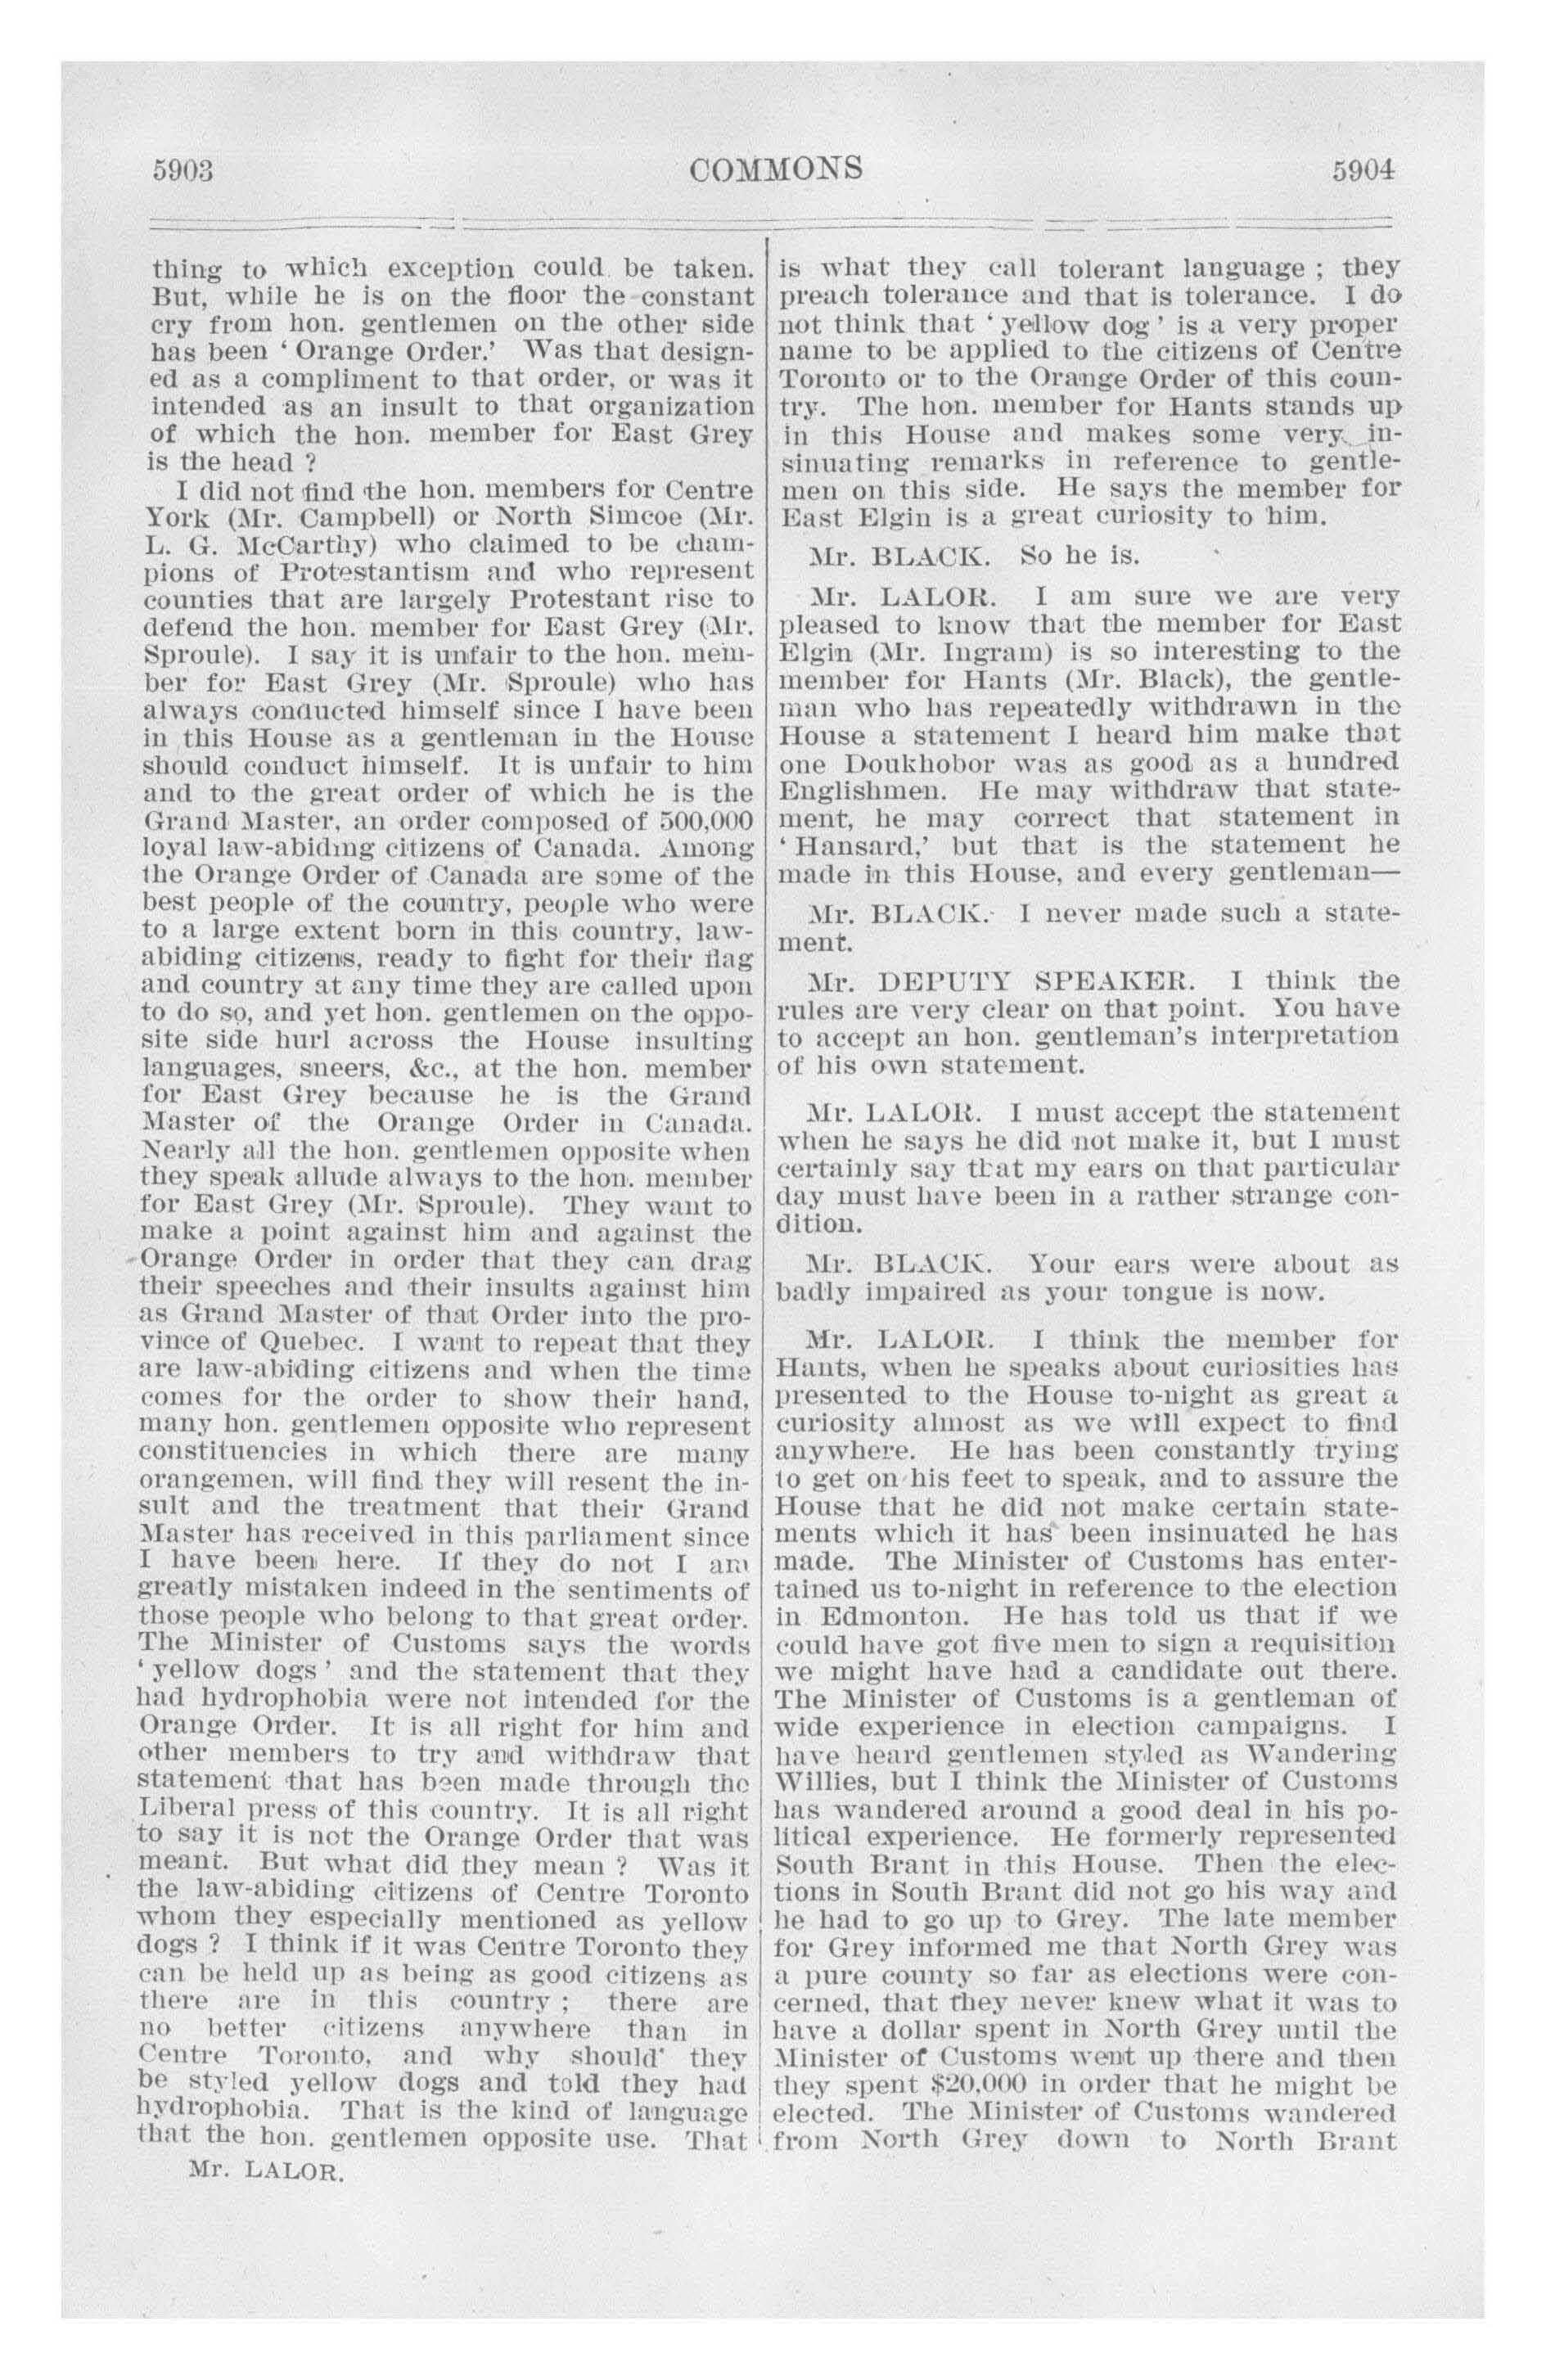 5903 COMMONS 5904
thing to which exception could be taken.
But, while he is on the floor the constant
cry from hon. gentlemen on the other side
has been ‘ Orange Order.’ Was that design-
ed as a compliment to that order, or was it
intended as an insult to that organization
of which the hon. member for East Grey
is the head ?
I did not find the hon. members for Centre
York (Mr. Campbell) or North Simcoe (Mr.
L. G. McCarthy) who claimed to be cham-
pions of Protestantism and who represent
counties that are largely Protestant rise to
defend the hon. member for East Grey (Mr.
Sproule). I say it is unfair to the hon. mem-
ber for East Grey (Mr. Sproule) who has
always conducted himself since I have been
in this House as a gentleman in the House
should conduct himself. It is unfair to him
and to the great order of which he is the
Grand Master, an order composed of 500,000
loyal law-abiding citizens of Canada. Among
the Orange Order of Canada are some of the
best people of the country, people who were
to a large extent born in this country, law-
abiding citizens, ready to fight for their flag
and country at any time they are called upon
to do so, and yet hon. gentlemen on the oppo-
site side hurl across the House insulting
languages, sneers, &c., at the hon. member
for East Grey because he is the Grand
Master of the Orange Order in Canada.
Nearly all the hon. gentlemen opposite when
they speak allude always to the hon. member
for East Grey (Mr. Sproule). They want to
make a point against him and against the
Orange Order in order that they can drag
their speeches and their insults against him
as Grand Master of that Order into the pro-
vince of Quebec. I want to repeat that they
are law-abiding citizens and when the time
comes for the order to show their hand,
many hon. gentlemen opposite who represent
constituencies in which there are many
orangemen, will find they will resent the in-
sult and the treatment that their Grand
Master has received in this parliament since
I have been here. If they do not I am
greatly mistaken indeed in the sentiments of
those people who belong to that great order.
The Minister of Customs says the words
‘ yellow dogs ’ and the statement that they
had hydrophobia were not intended for the
Orange Order. It is all right for him and
other members to try and withdraw that
statement that has been made through the
Liberal press of this country. It is all right
to say it is not the Orange Order that was
meant. But what did they mean ? Was it
the law-abiding citizens of Centre Toronto
whom they especially mentioned as yellow
dogs ? I think if it was Centre Toronto they
can be held up as being as good citizens as
there are in this country ; there are
no better citizens anywhere than in
Centre Toronto, and why should they
be styled yellow dogs and told they had
hydrophobia. That is the kind of language
that the hon. gentlemen opposite use. That
Mr. LALOR.
is what they call tolerant language ; they
preach tolerance and that is tolerance. I do
not think that ‘ yellow dog ’ is a very proper
name to be applied to the citizens of Centre
Toronto or to the Orange Order of this coun-
try. The hon. member for Hants stands up
in this House and makes some very in-
sinuating remarks in reference to gentle-
men on this side. He says the member for
East Elgin is a great curiosity to him.
Mr. BLACK. So he is.
Mr. LALOR. I am sure we are very
pleased to know that the member for East
Elgin (Mr. Ingram) is so interesting to the
member for Hants (Mr. Black), the gentle-
man who has repeatedly withdrawn in the
House a statement I heard him make that
one Doukhobor was as good as a hundred
Englishmen. He may withdraw that state-
ment, he may correct that statement in
‘ Hansard,’ but that is the statement he
made in this House, and every gentleman—
Mr. BLACK. I never made such a state-
ment.
Mr. DEPUTY SPEAKER. I think the
rules are very clear on that point. You have
to accept an hon. gentleman's interpretation
of his own statement.
Mr. LALOR. I must accept the statement
when he says he did not make it, but I must
certainly say that my ears on that particular
day must have been in a rather strange con-
dition.
Mr. BLACK. Your ears were about as
badly impaired as your tongue is now.
Mr. LALOR. I think the member for
Hants, when he speaks about curiosities has
presented to the House to-night as great a
curiosity almost as we will expect to find
anywhere. He has been constantly trying
to get on his feet to speak, and to assure the
House that he did not make certain state-
ments which it has been insinuated he has
made. The Minister of Customs has enter-
tained us to-night in reference to the election
in Edmonton. He has told us that if we
could have got five men to sign a requisition
we might have had a candidate out there.
The Minister of Customs is a gentleman of
wide experience in election campaigns. I
have heard gentlemen styled as Wandering
Willies, but I think the Minister of Customs
has wandered around a good deal in his po-
litical experience. He formerly represented
South Brant in this House. Then the elec-
tions in South Brant did not go his way and
he had to go up to Grey. The late member
for Grey informed me that North Grey was
a pure county so far as elections were con-
cerned, that they never knew what it was to
have a dollar spent in North Grey until the
Minister of Customs went up there and then
they spent $20,000 in order that he might be
elected. The Minister of Customs wandered
from North Grey down to North Brant